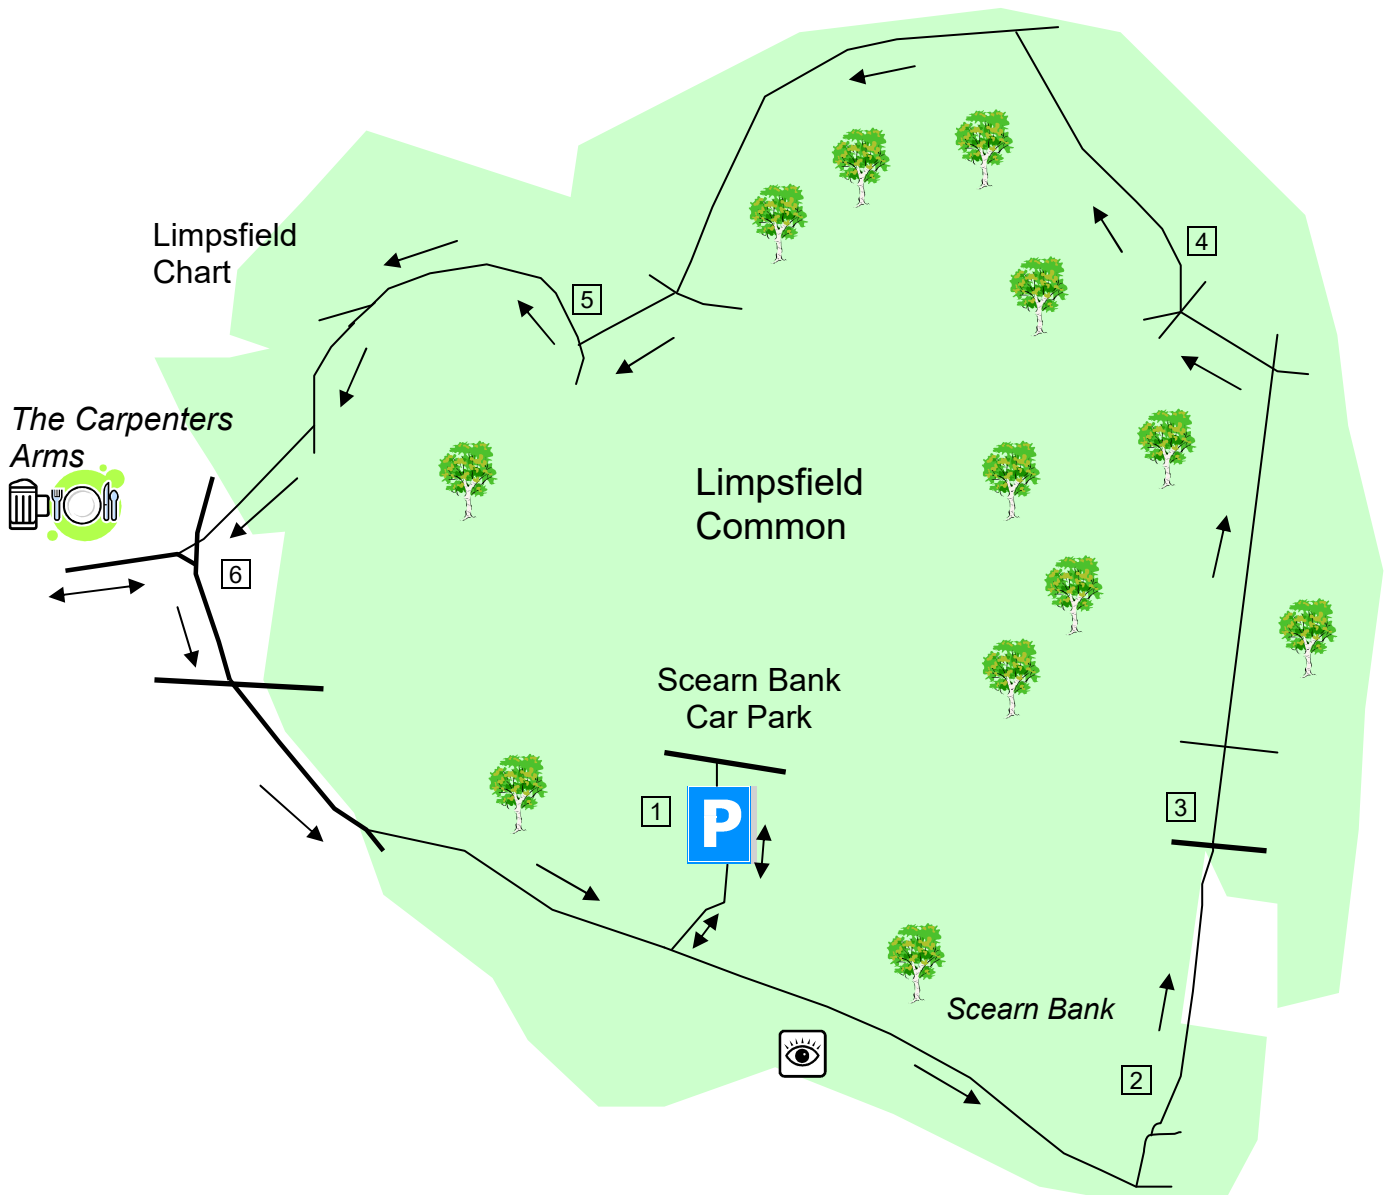 4
Limpsfield
Chart
5
The Carpenters
Arms
Limpsfield
Common
6
Scearn Bank
Car Park
1
P
3
Scearn Bank
2